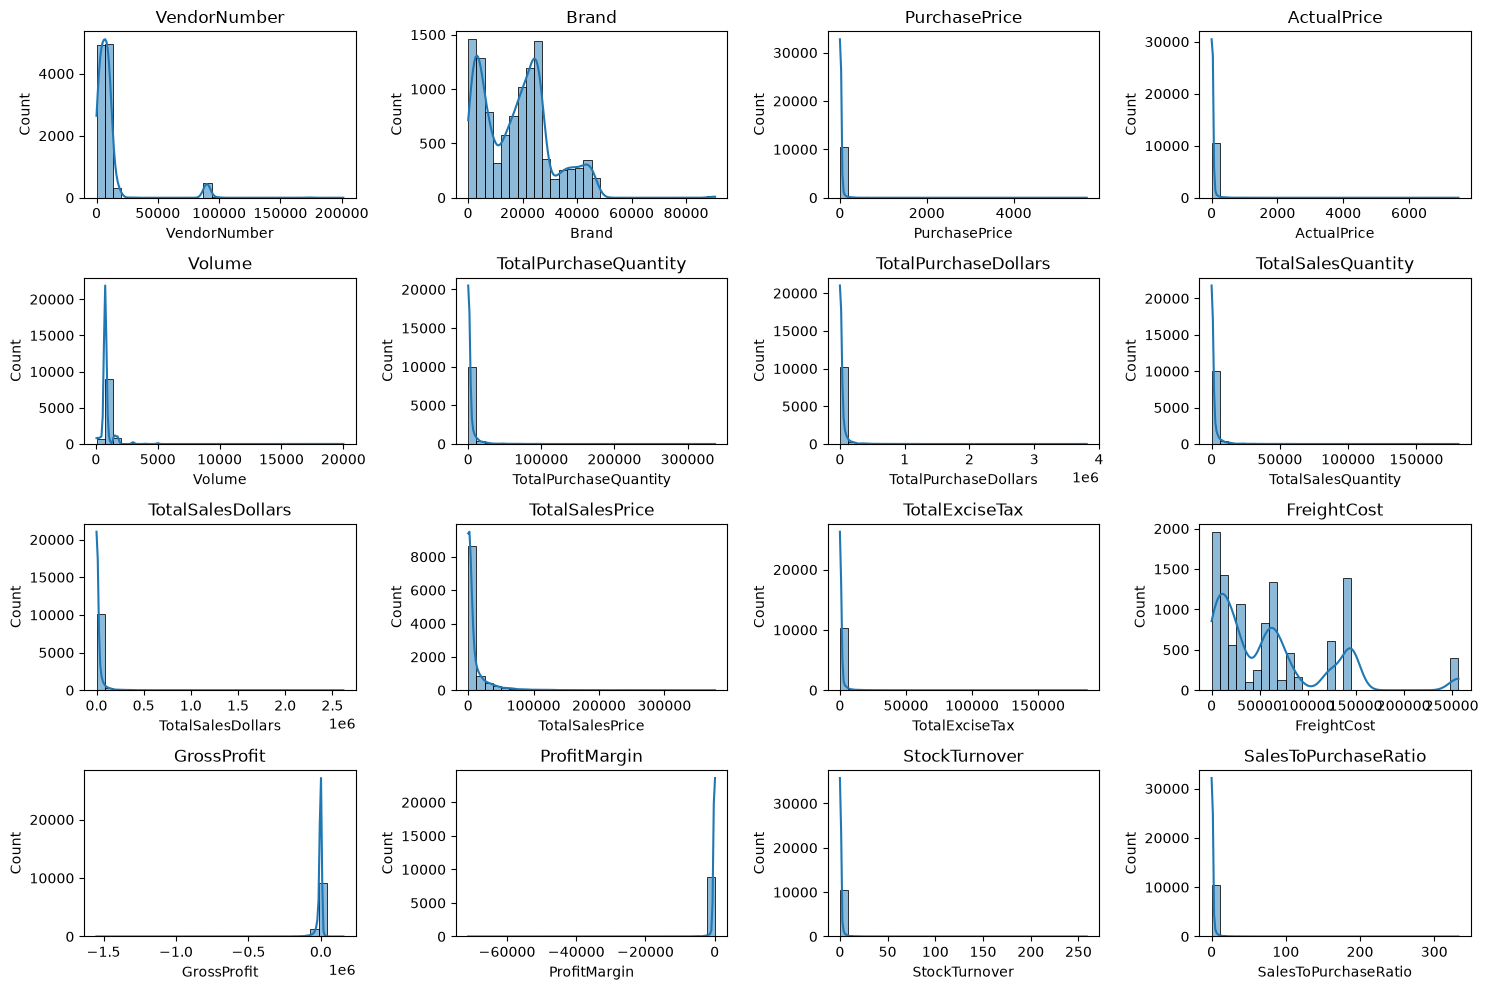 VendorNumber
Count
4000
2000
0
0 50000 100000 150000 200000
VendorNumber
Brand
Count
1500
1000
500
0
0 20000 40000 60000 80000
Brand
PurchasePrice
Count
30000
20000
10000
0
0 2000 4000
PurchasePrice
ActualPrice
Count
30000
20000
10000
0
0 2000 4000 6000
ActualPrice
Volume
Count
20000
15000
10000
5000
0
0 5000 10000 15000 20000
Volume
TotalPurchaseQuantity
Count
20000
15000
10000
5000
0
0 100000 200000 300000
TotalPurchaseQuantity
TotalPurchaseDollars
Count
20000
15000
10000
5000
0
0 1 2 3 4
1e6
TotalPurchaseDollars
TotalSalesQuantity
Count
20000
15000
10000
5000
0
0 50000 100000 150000
TotalSalesQuantity
TotalSalesDollars
Count
20000
15000
10000
5000
0
0.0 0.5 1.0 1.5 2.0 2.5
1e6
TotalSalesDollars
TotalSalesPrice
Count
8000
6000
4000
2000
0
0 100000 200000 300000
TotalSalesPrice
TotalExciseTax
Count
20000
10000
0
0 50000 100000 150000
TotalExciseTax
FreightCost
Count
2000
1500
1000
500
0
0 50000 100000 150000 200000 250000
FreightCost
GrossProfit
Count
20000
10000
0
−1.5 −1.0 −0.5 0.0
1e6
GrossProfit
ProfitMargin
Count
20000
15000
10000
5000
0
−60000 −40000 −20000 0
ProfitMargin
StockTurnover
Count
30000
20000
10000
0
0 50 100 150 200 250
StockTurnover
SalesToPurchaseRatio
Count
30000
20000
10000
0
0 100 200 300
SalesToPurchaseRatio